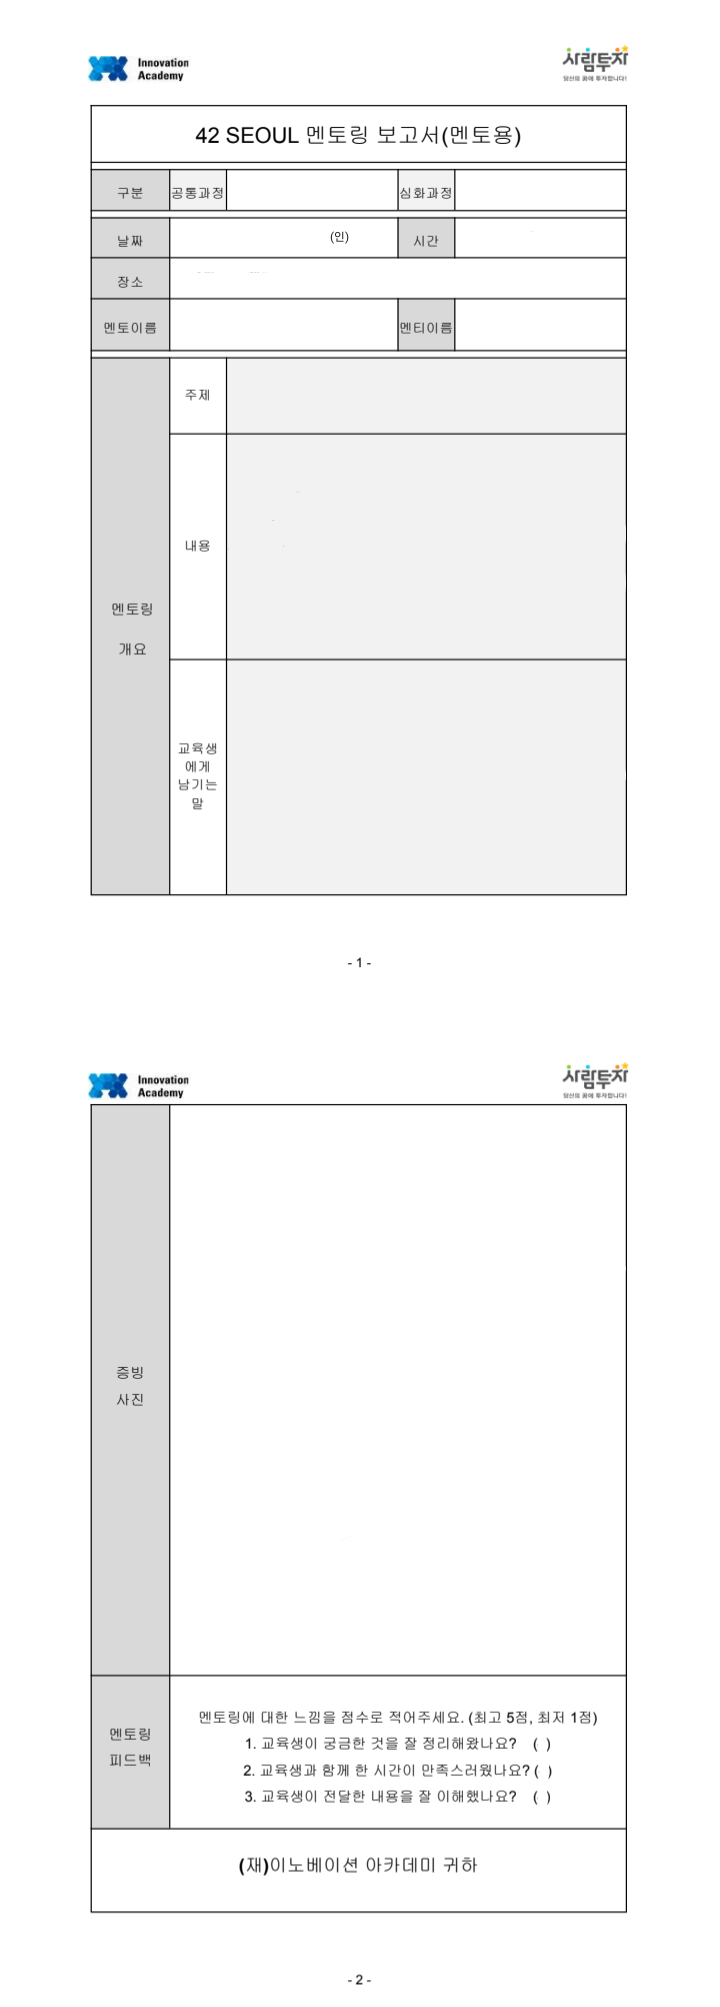 Innovation
Academy
사람투자
당신의 꿈에 투자합니다!
42 SEOUL 멘토링 보고서(멘토용)
구분 공통과정 심화과정
날짜 (인) 시간
장소
멘토이름 멘티이름
주제
내용
멘토링
개요
교육생
에게
남기는
말
- 1 -
Innovation
Academy
사람투자
당신의 꿈에 투자합니다!
증빙
사진
멘토링
피드백
멘토링에 대한 느낌을 점수로 적어주세요. (최고 5점, 최저 1점)
1. 교육생이 궁금한 것을 잘 정리해왔나요? ( )
2. 교육생과 함께 한 시간이 만족스러웠나요? ( )
3. 교육생이 전달한 내용을 잘 이해했나요? ( )
(재)이노베이션 아카데미 귀하
- 2 -